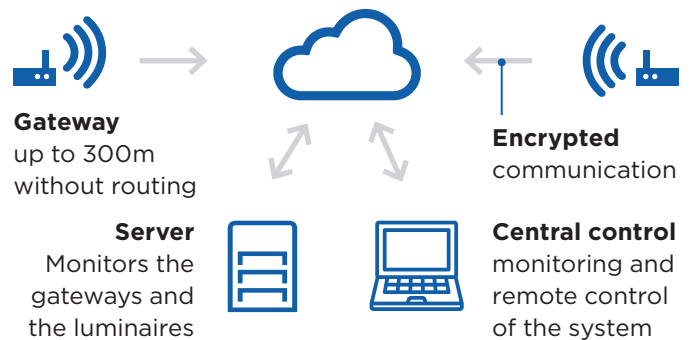 Gateway
up to 300m
without routing
Encrypted
communication
Server
Monitors the
gateways and
the luminaires
Central control
monitoring and
remote control
of the system